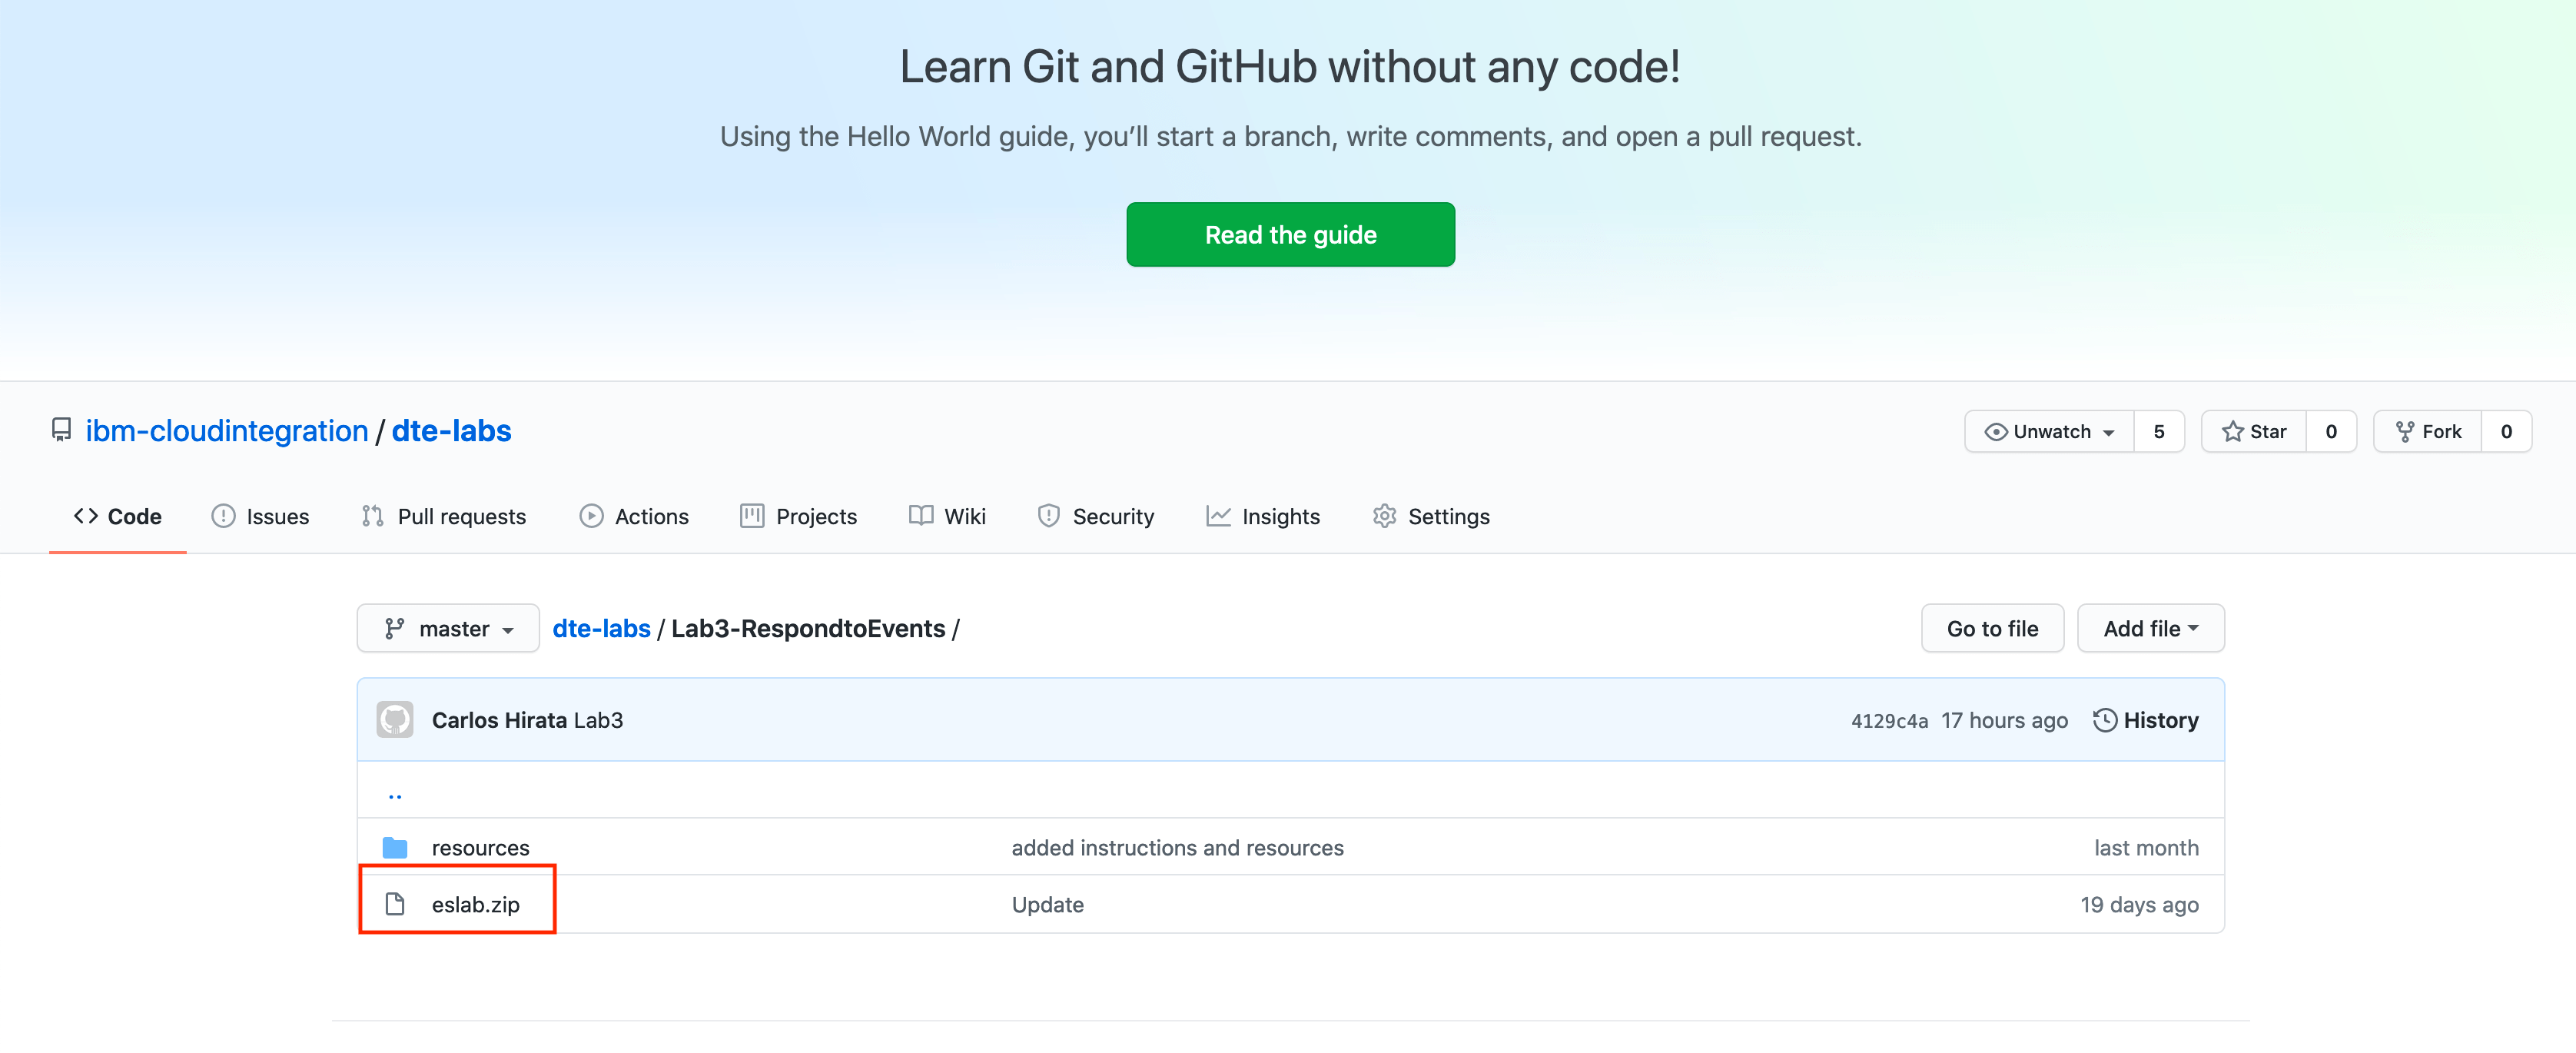 Learn Git and GitHub without any code!
Using the Hello World guide, you’ll start a branch, write comments, and open a pull request.
Read the guide
ibm-cloudintegration / dte-labs
Unwatch 5 Star 0 Fork 0
Code Issues Pull requests Actions Projects Wiki Security Insights Settings
master dte-labs / Lab3-RespondtoEvents / Go to file Add file
Carlos Hirata Lab3 4129c4a 17 hours ago History
..
resources added instructions and resources last month
eslab.zip Update 19 days ago